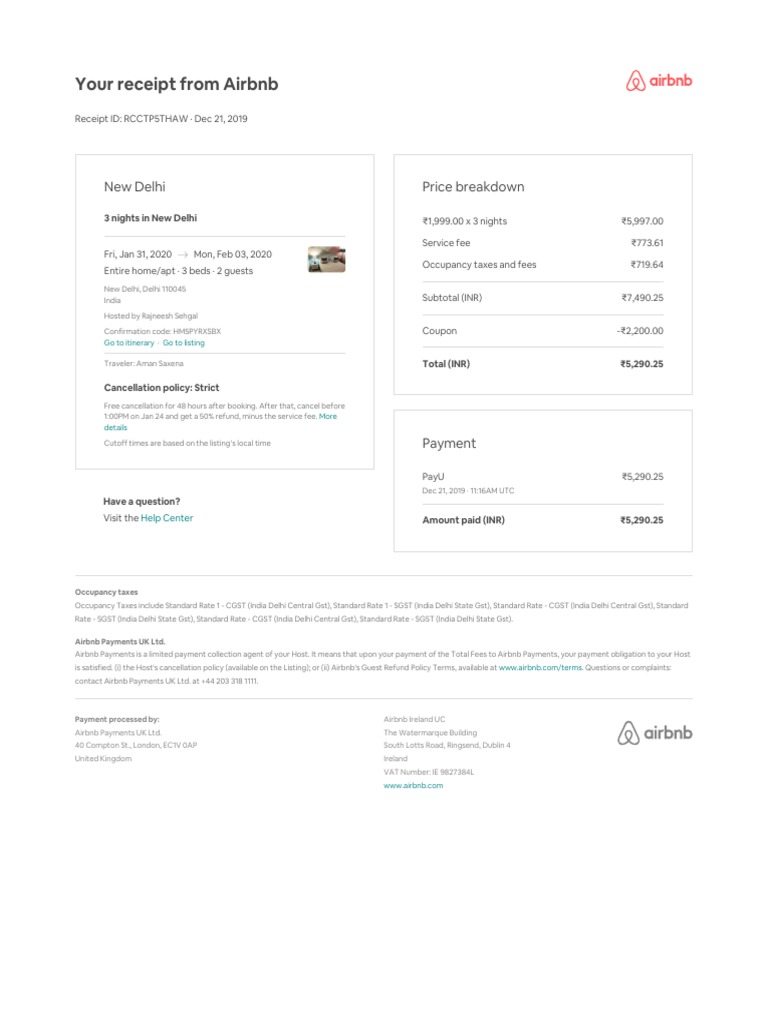 Your receipt from Airbnb
airbnb
Receipt ID: RCCTP5THAW · Dec 21, 2019
New Delhi
3 nights in New Delhi
Fri, Jan 31, 2020 → Mon, Feb 03, 2020
Entire home/apt · 3 beds · 2 guests
New Delhi, Delhi 110045
India
Hosted by Rajneesh Sehgal
Confirmation code: HM5PYRXSBX
Go to itinerary · Go to listing
Traveler: Aman Saxena
Cancellation policy: Strict
Free cancellation for 48 hours after booking. After that, cancel before
1:00PM on Jan 24 and get a 50% refund, minus the service fee. More
details
Cutoff times are based on the listing's local time
Have a question?
Visit the Help Center
Price breakdown
₹1,999.00 x 3 nights ₹5,997.00
Service fee ₹773.61
Occupancy taxes and fees ₹719.64
Subtotal (INR) ₹7,490.25
Coupon -₹2,200.00
Total (INR) ₹5,290.25
Payment
PayU ₹5,290.25
Dec 21, 2019 · 11:16AM UTC
Amount paid (INR) ₹5,290.25
Occupancy taxes
Occupancy Taxes include Standard Rate 1 - CGST (India Delhi Central Gst), Standard Rate 1 - SGST (India Delhi State Gst), Standard Rate - CGST (India Delhi Central Gst), Standard
Rate - SGST (India Delhi State Gst), Standard Rate - CGST (India Delhi Central Gst), Standard Rate - SGST (India Delhi State Gst).
Airbnb Payments UK Ltd.
Airbnb Payments is a limited payment collection agent of your Host. It means that upon your payment of the Total Fees to Airbnb Payments, your payment obligation to your Host
is satisfied. (i) the Host's cancellation policy (available on the Listing); or (ii) Airbnb's Guest Refund Policy Terms, available at www.airbnb.com/terms. Questions or complaints:
contact Airbnb Payments UK Ltd. at +44 203 318 1111.
Payment processed by:
Airbnb Payments UK Ltd.
40 Compton St., London, EC1V 0AP
United Kingdom
Airbnb Ireland UC
The Watermarque Building
South Lotts Road, Ringsend, Dublin 4
Ireland
VAT Number: IE 9827384L
www.airbnb.com
airbnb